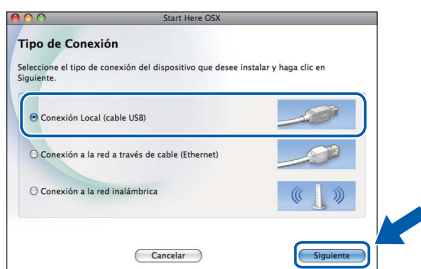 Start Here OSX
Tipo de Conexión
Seleccione el tipo de conexión del dispositivo que desee instalar y haga clic en
Siguiente.
Conexión Local (cable USB)
Conexión a la red a través de cable (Ethernet)
Conexión a la red inalámbrica
Cancelar
Siguiente